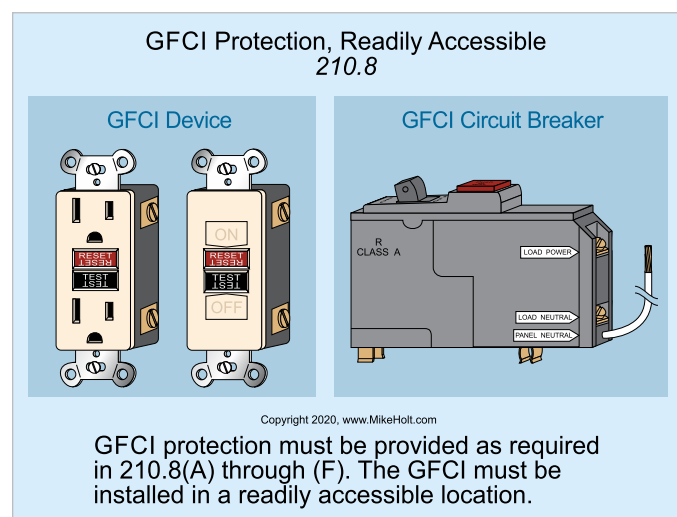 GFCI Protection, Readily Accessible
210.8
GFCI Device
GFCI Circuit Breaker
RESET
RESET
TEST
TEST
ON
RESET
RESET
TEST
TEST
OFF
R
CLASS A
LOAD POWER
LOAD NEUTRAL
PANEL NEUTRAL
Copyright 2020, www.MikeHolt.com
GFCI protection must be provided as required
in 210.8(A) through (F). The GFCI must be
installed in a readily accessible location.